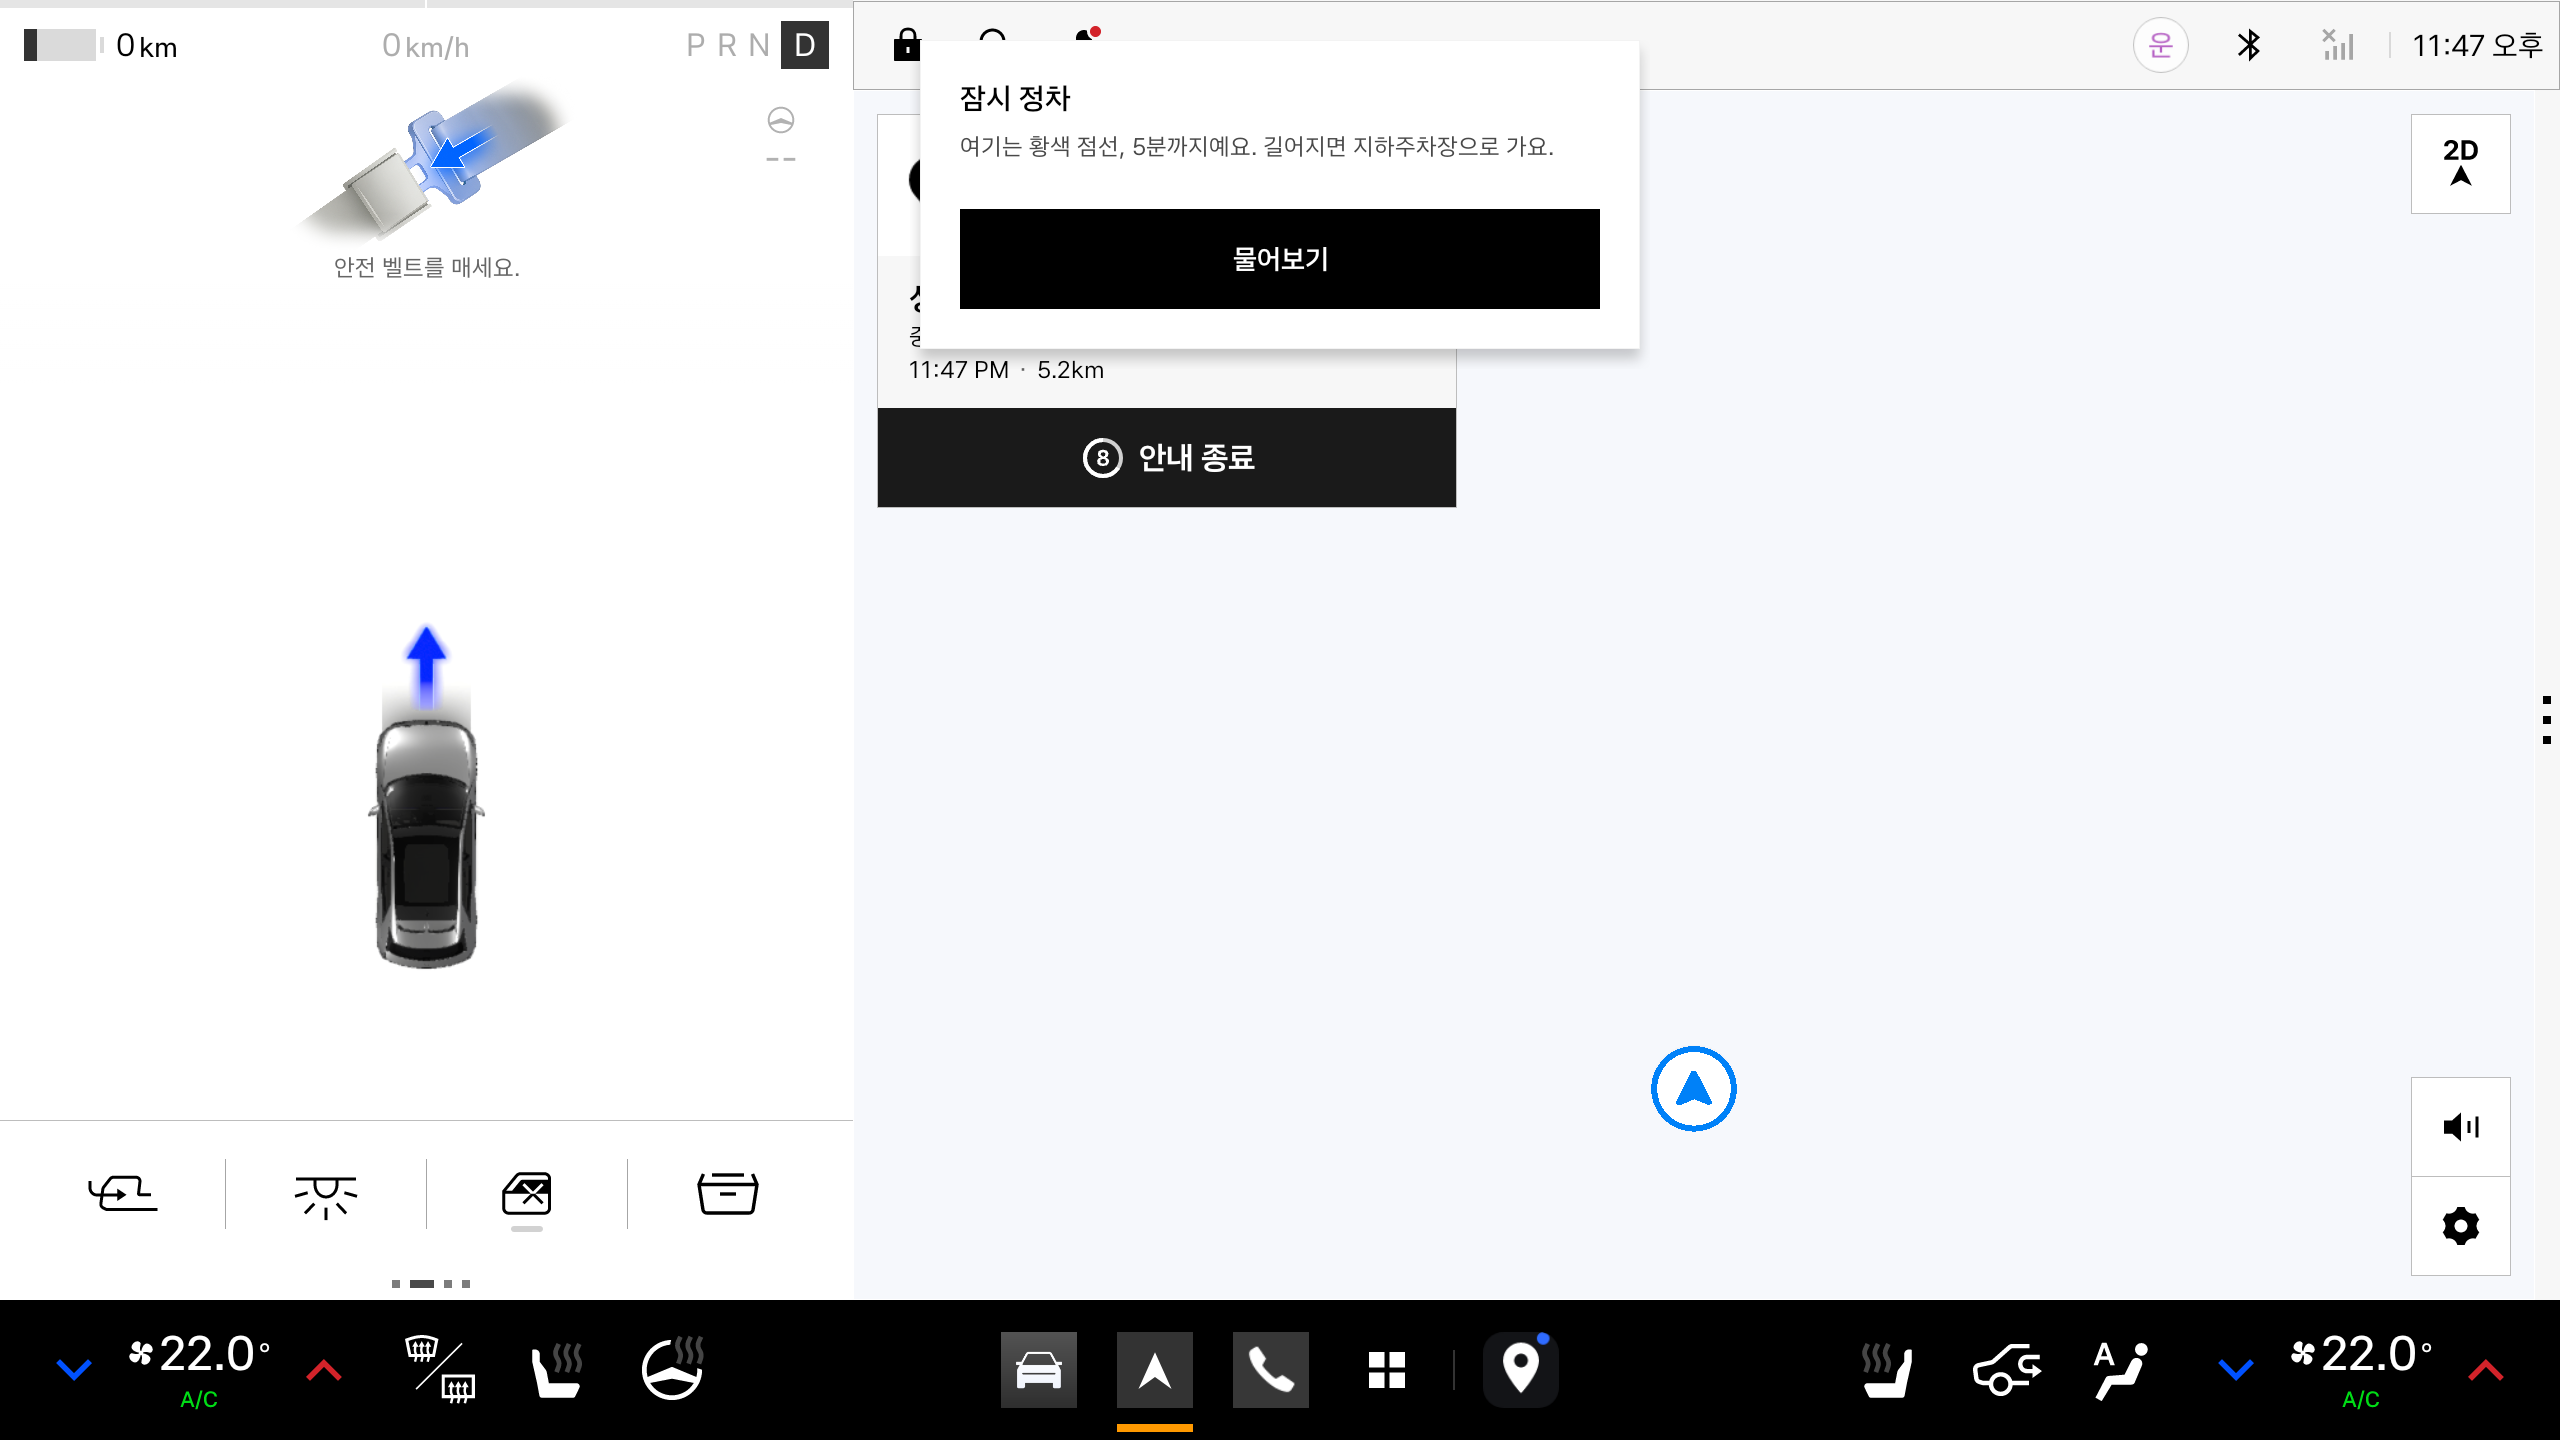 0 km
0 km/h
P R N D
안전 벨트를 매세요.
운
11:47 오후
잠시 정차
여기는 황색 점선, 5분까지예요. 길어지면 지하주차장으로 가요.
물어보기
11:47 PM · 5.2km
8 안내 종료
2D
22.0°
A/C
A
22.0°
A/C